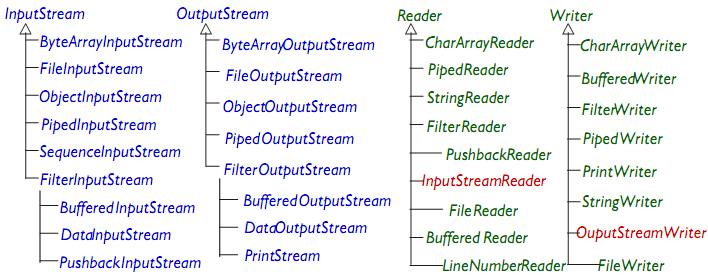 InputStream
ByteArrayInputStream
FileInputStream
ObjectInputStream
PipedInputStream
SequenceInputStream
FilterInputStream
BufferedInputStream
DataInputStream
PushbackInputStream
OutputStream
ByteArrayOutputStream
FileOutputStream
ObjectOutputStream
PipedOutputStream
FilterOutputStream
BufferedOutputStream
DataOutputStream
PrintStream
Reader
CharArrayReader
PipedReader
StringReader
FilterReader
PushbackReader
InputStreamReader
FileReader
Buffered Reader
LineNumberReader
Writer
CharArrayWriter
BufferedWriter
FilterWriter
PipedWriter
PrintWriter
StringWriter
OuputStreamWriter
FileWriter